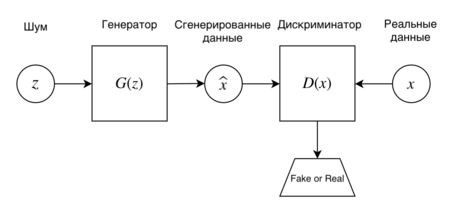 Шум
Генератор
Сгенерированные
данные
Дискриминатор
Реальные
данные
z
G(z)
x̂
D(x)
x
Fake or Real